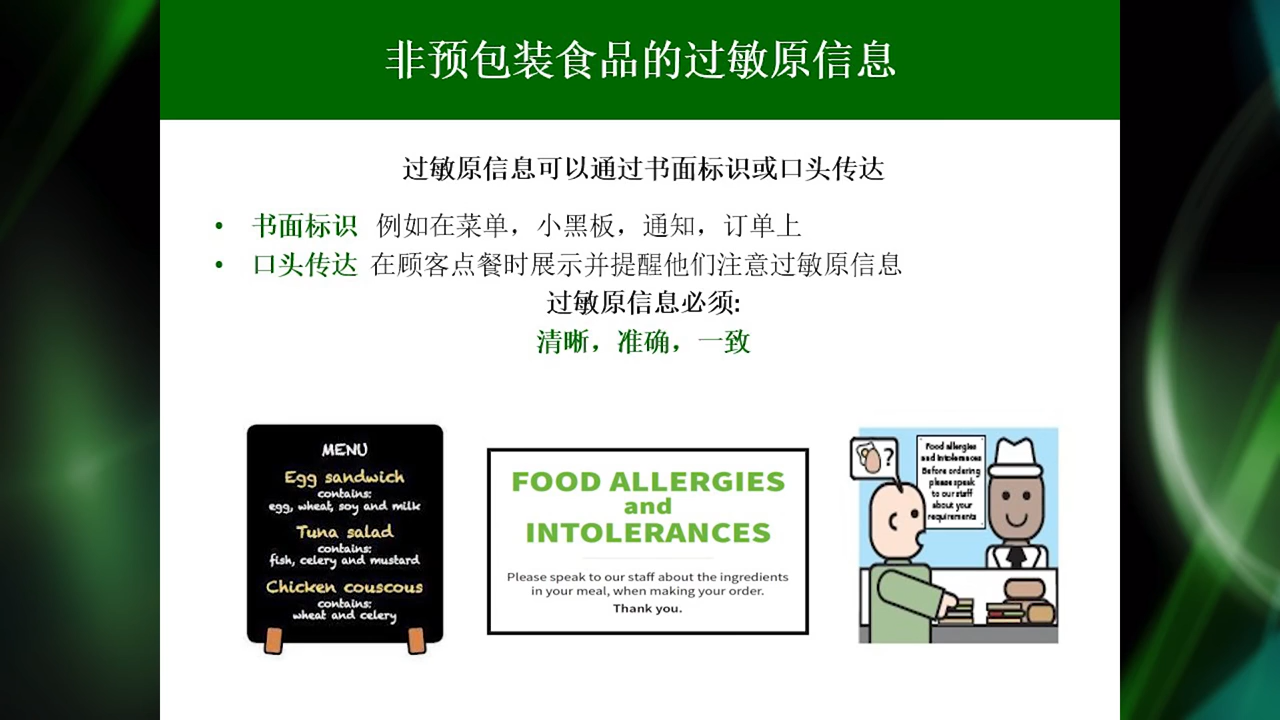 非预包装食品的过敏原信息
过敏原信息可以通过书面标识或口头传达
• 书面标识 例如在菜单，小黑板，通知，订单上
• 口头传达 在顾客点餐时展示并提醒他们注意过敏原信息
过敏原信息必须:
清晰，准确，一致
MENU
Egg sandwich
contains:
egg, wheat, soy and milk
Tuna salad
contains:
fish, celery and mustard
Chicken couscous
contains:
wheat and celery
FOOD ALLERGIES
and
INTOLERANCES
Please speak to our staff about the ingredients
in your meal, when making your order.
Thank you.
?
Food allergies
and intolerances
Before ordering
please speak
to our staff
about your
requirements